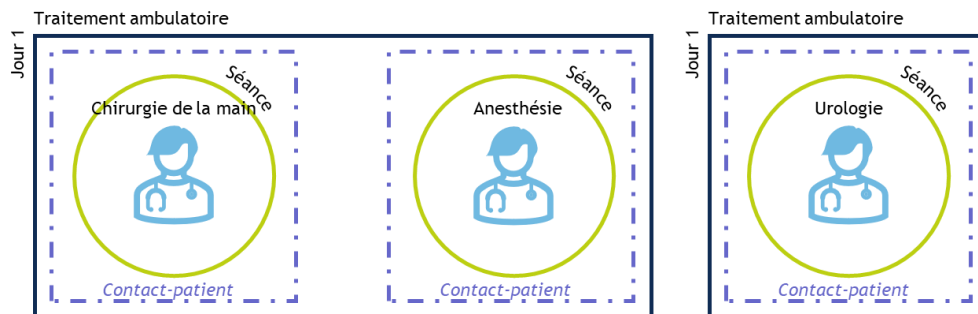 Traitement ambulatoire
Jour 1
Séance
Chirurgie de la main
Contact-patient
Séance
Anesthésie
Contact-patient
Traitement ambulatoire
Jour 1
Séance
Urologie
Contact-patient